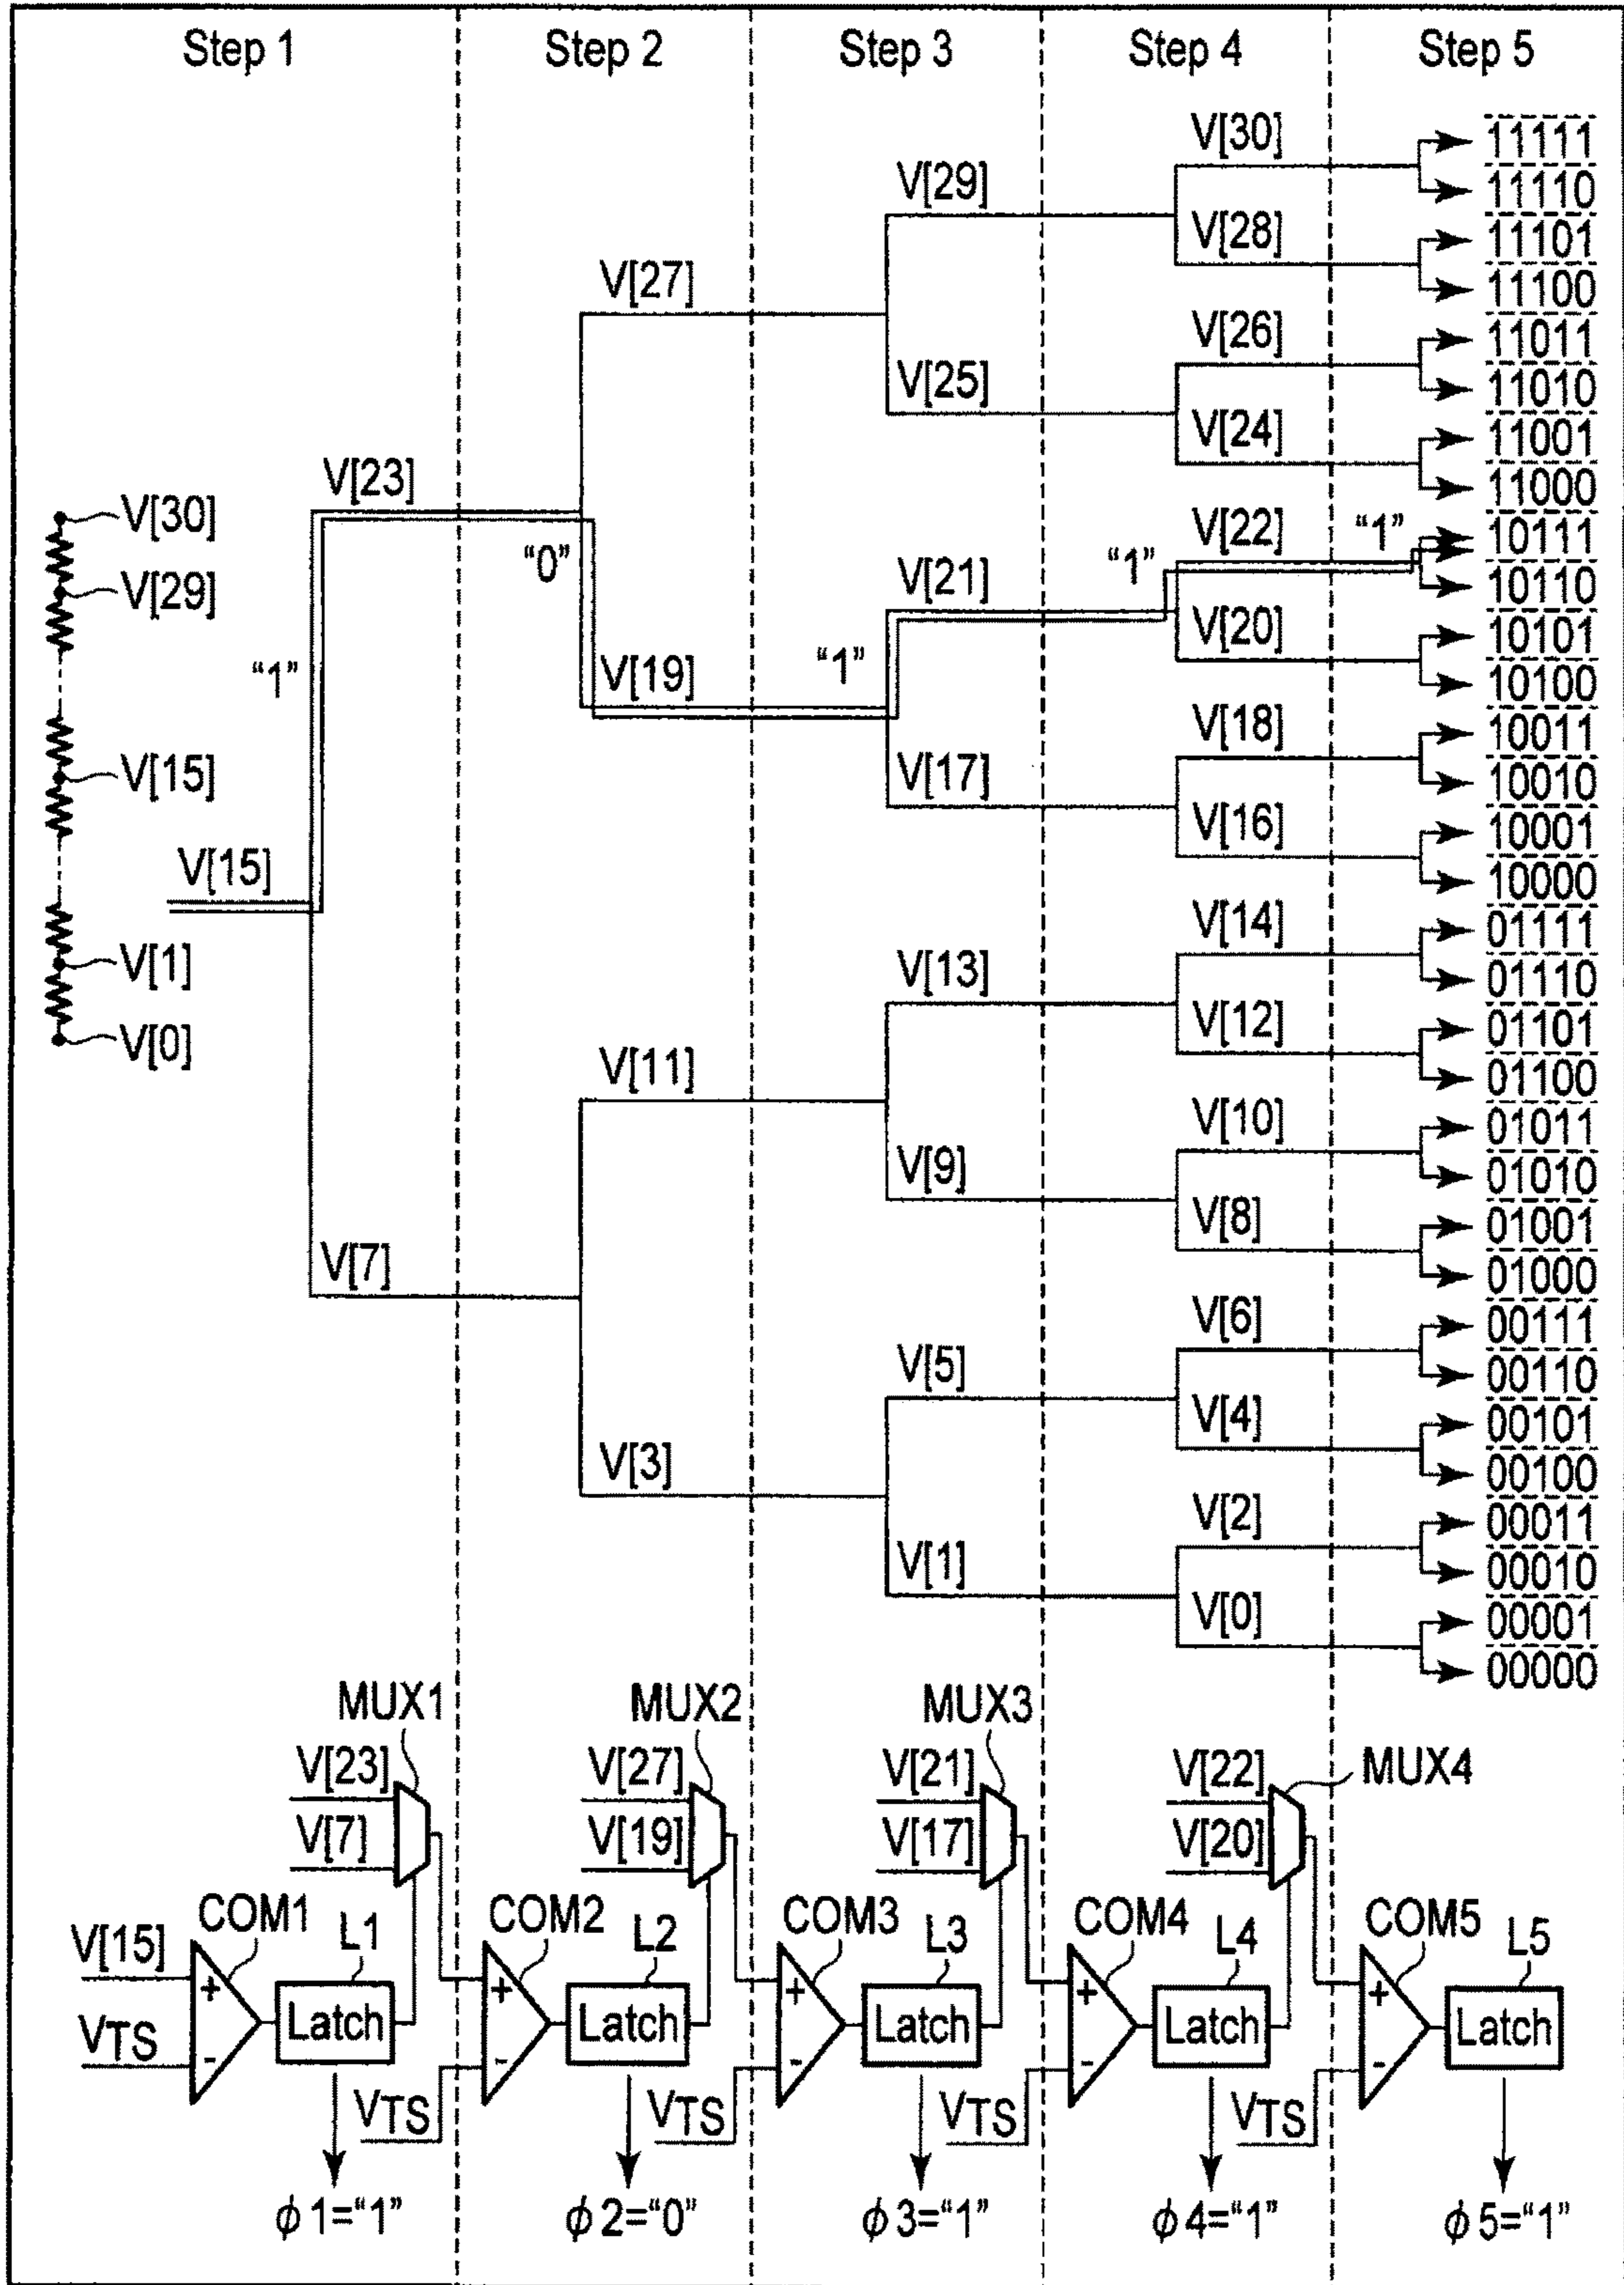 Step 1 Step 2 Step 3 Step 4 Step 5
V[30]
V[29]
V[15]
V[1]
V[0]
V[15]
"1"
V[23]
V[7]
"0"
V[27]
V[19]
V[11]
V[3]
"1"
V[29]
V[25]
V[21]
V[17]
V[13]
V[9]
V[5]
V[1]
"1"
V[30]
V[28]
V[26]
V[24]
V[22]
V[20]
V[18]
V[16]
V[14]
V[12]
V[10]
V[8]
V[6]
V[4]
V[2]
V[0]
"1"
11111
11110
11101
11100
11011
11010
11001
11000
10111
10110
10101
10100
10011
10010
10001
10000
01111
01110
01101
01100
01011
01010
01001
01000
00111
00110
00101
00100
00011
00010
00001
00000
MUX1
V[23]
V[7]
COM1
V[15]
VTS
+
-
L1
Latch
ϕ1="1"
MUX2
V[27]
V[19]
COM2
VTS
+
-
L2
Latch
ϕ2="0"
MUX3
V[21]
V[17]
COM3
VTS
+
-
L3
Latch
ϕ3="1"
MUX4
V[22]
V[20]
COM4
VTS
+
-
L4
Latch
ϕ4="1"
COM5
VTS
+
-
L5
Latch
ϕ5="1"